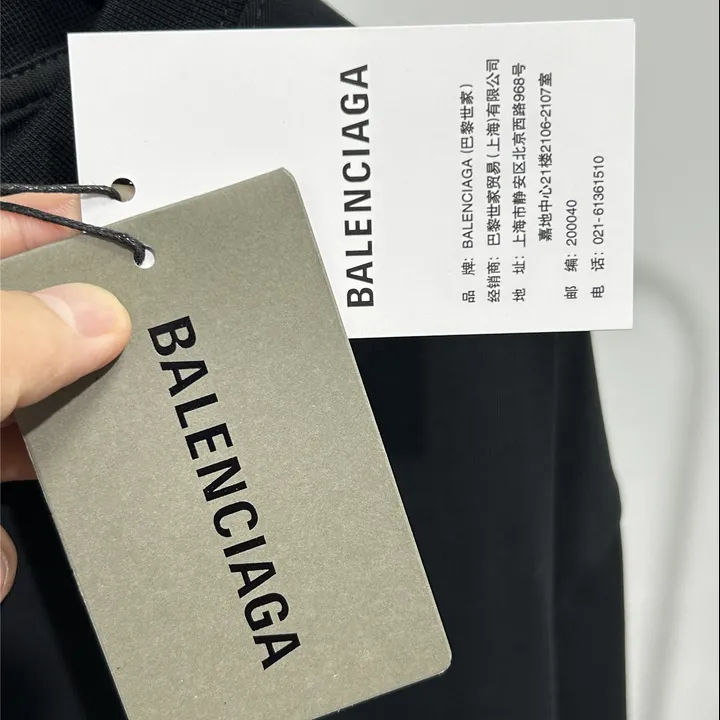 BALENCIAGA
品 牌: BALENCIAGA (巴黎世家)
经销商: 巴黎世家贸易(上海)有限公司
地 址: 上海市静安区北京西路968号
嘉地中心21楼2106-2107室
邮 编: 200040
电 话: 021-61361510
BALENCIAGA